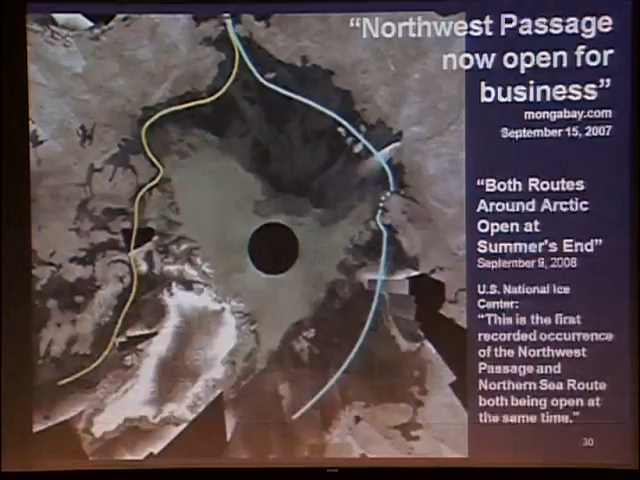 “Northwest Passage
now open for
business”
mongabay.com
September 15, 2007
“Both Routes
Around Arctic
Open at
Summer's End”
September 9, 2008
U.S. National Ice
Center:
“This is the first
recorded occurrence
of the Northwest
Passage and
Northern Sea Route
both being open at
the same time.”
30